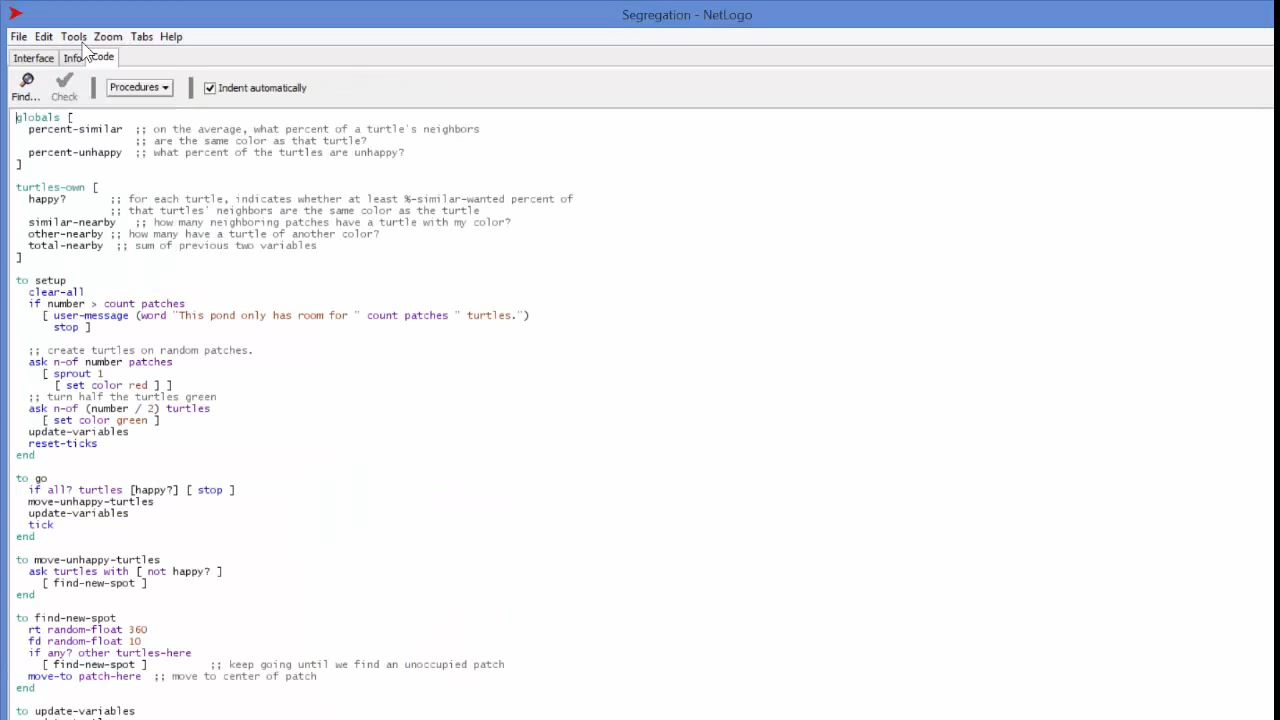 Segregation - NetLogo
File Edit Tools Zoom Tabs Help
Interface Info Code
Find... Check Procedures Indent automatically
globals [
percent-similar ;; on the average, what percent of a turtle's neighbors
;; are the same color as that turtle?
percent-unhappy ;; what percent of the turtles are unhappy?
]
turtles-own [
happy? ;; for each turtle, indicates whether at least %-similar-wanted percent of
;; that turtles' neighbors are the same color as the turtle
similar-nearby ;; how many neighboring patches have a turtle with my color?
other-nearby ;; how many have a turtle of another color?
total-nearby ;; sum of previous two variables
]
to setup
clear-all
if number > count patches
[ user-message (word "This pond only has room for " count patches " turtles.")
stop ]
;; create turtles on random patches.
ask n-of number patches
[ sprout 1
[ set color red ] ]
;; turn half the turtles green
ask n-of (number / 2) turtles
[ set color green ]
update-variables
reset-ticks
end
to go
if all? turtles [happy?] [ stop ]
move-unhappy-turtles
update-variables
tick
end
to move-unhappy-turtles
ask turtles with [ not happy? ]
[ find-new-spot ]
end
to find-new-spot
rt random-float 360
fd random-float 10
if any? other turtles-here
[ find-new-spot ] ;; keep going until we find an unoccupied patch
move-to patch-here ;; move to center of patch
end
to update-variables